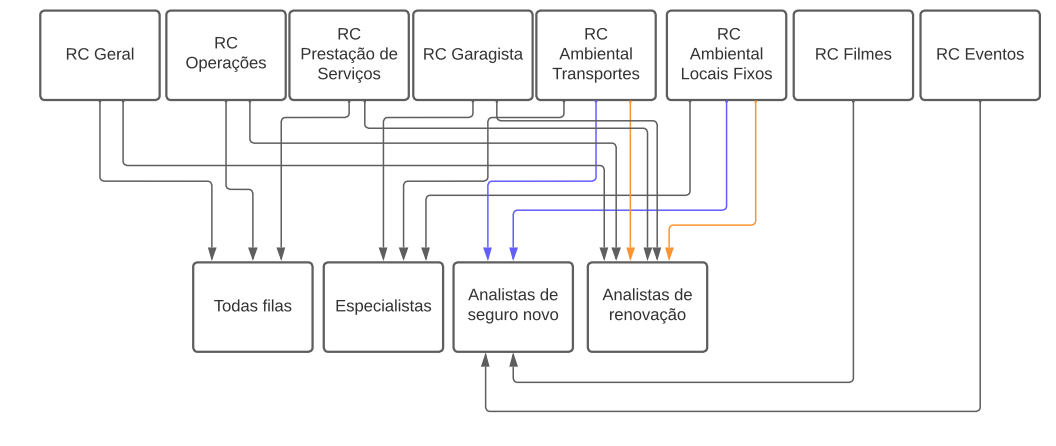 RC Geral
RC
Operações
RC
Prestação de
Serviços
RC Garagista
RC
Ambiental
Transportes
RC
Ambiental
Locais Fixos
RC Filmes
RC Eventos
Todas filas
Especialistas
Analistas de
seguro novo
Analistas de
renovação